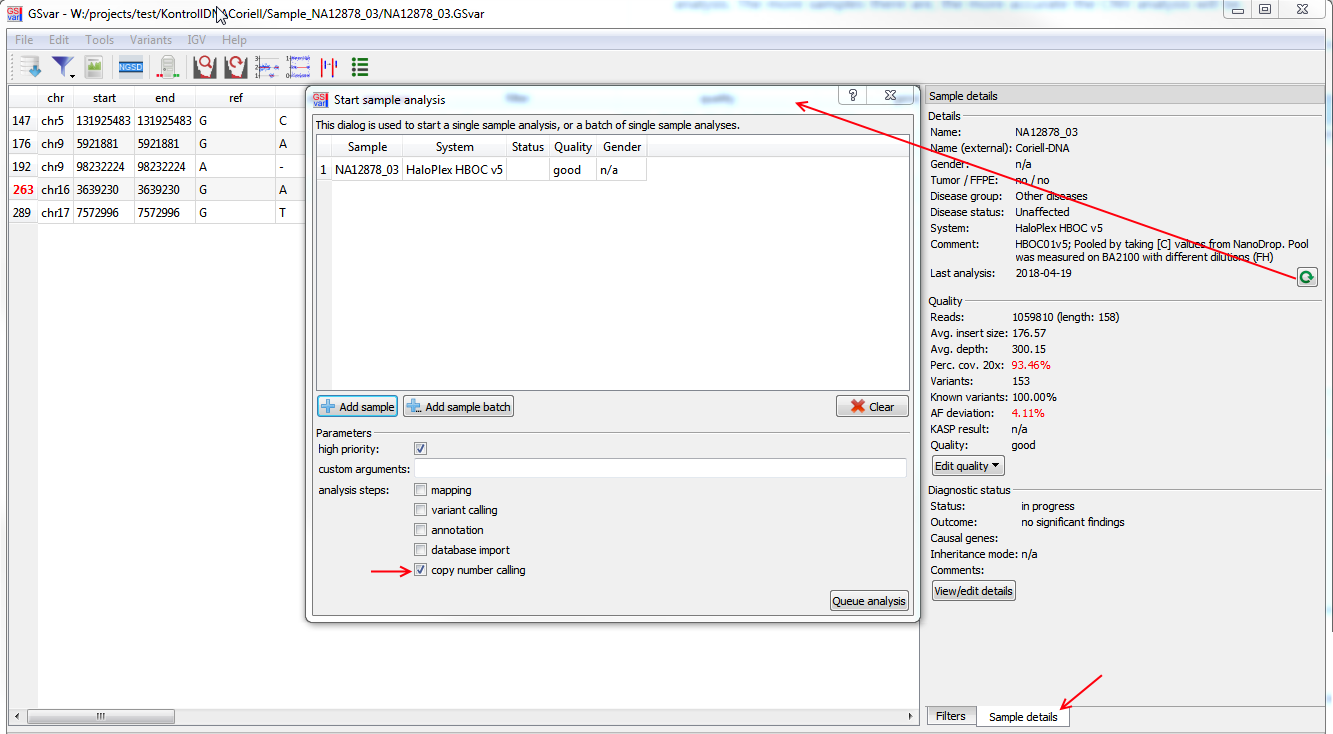 GSvar - W:/projects/test/KontrollDNACoriell/Sample_NA12878_03/NA12878_03.GSvar
File Edit Tools Variants IGV Help
NGSD
chr start end ref
147 chr5 131925483 131925483 G C
176 chr9 5921881 5921881 G A
192 chr9 98232224 98232224 A -
263 chr16 3639230 3639230 G A
289 chr17 7572996 7572996 G T
GS var Start sample analysis
This dialog is used to start a single sample analysis, or a batch of single sample analyses.
Sample System Status Quality Gender
1 NA12878_03 HaloPlex HBOC v5 good n/a
Add sample Add sample batch Clear
Parameters
high priority:
custom arguments:
analysis steps: mapping
variant calling
annotation
database import
copy number calling
Queue analysis
Sample details
Details
Name: NA12878_03
Name (external): Coriell-DNA
Gender: n/a
Tumor / FFPE: no / no
Disease group: Other diseases
Disease status: Unaffected
System: HaloPlex HBOC v5
Comment: HBOC01v5; Pooled by taking [C] values from NanoDrop. Pool
was measured on BA2100 with different dilutions (FH)
Last analysis: 2018-04-19
Quality
Reads: 1059810 (length: 158)
Avg. insert size: 176.57
Avg. depth: 300.15
Perc. cov. 20x: 93.46%
Variants: 153
Known variants: 100.00%
AF deviation: 4.11%
KASP result: n/a
Quality: good
Edit quality
Diagnostic status
Status: in progress
Outcome: no significant findings
Causal genes:
Inheritance mode: n/a
Comments:
View/edit details
Filters Sample details